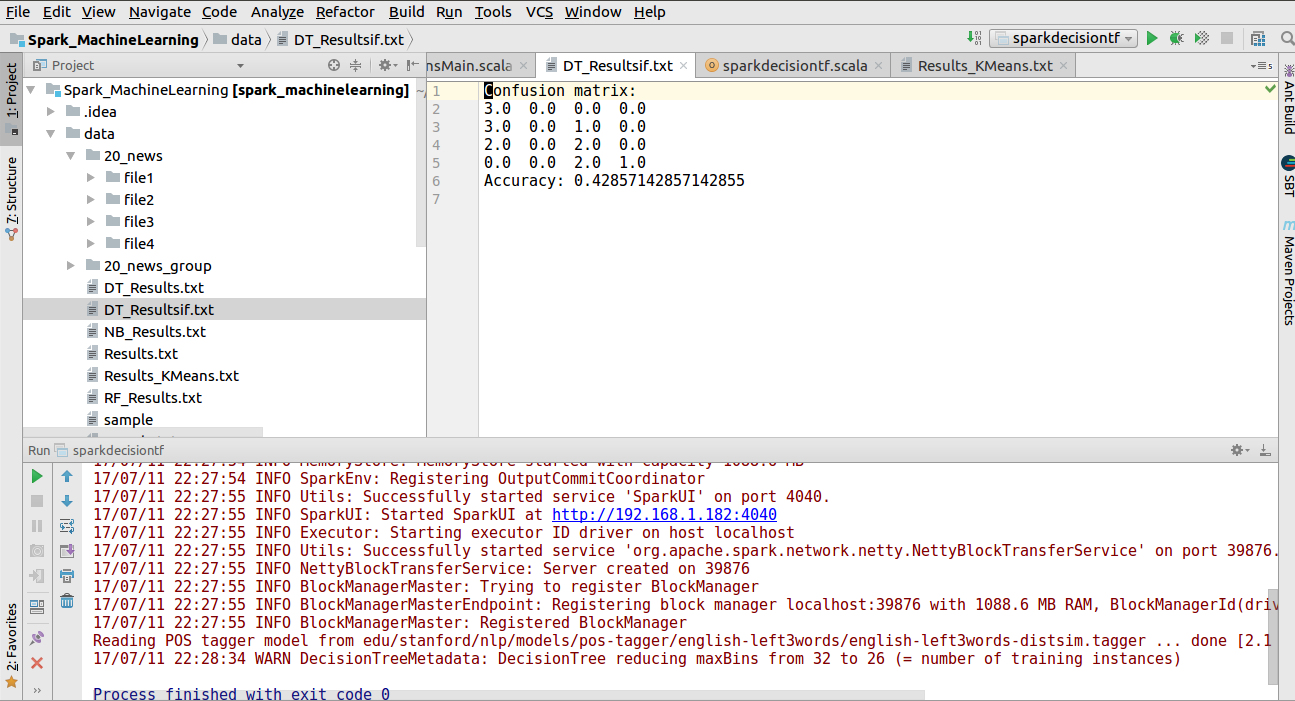 File Edit View Navigate Code Analyze Refactor Build Run Tools VCS Window Help
Spark_MachineLearning data DT_Resultsif.txt
sparkdecisiontf
Project
nsMain.scala DT_Resultsif.txt sparkdecisiontf.scala Results_KMeans.txt
1: Project
7: Structure
2: Favorites
Spark_MachineLearning [spark_machinelearning] ~/
.idea
data
20_news
file1
file2
file3
file4
20_news_group
DT_Results.txt
DT_Resultsif.txt
NB_Results.txt
Results.txt
Results_KMeans.txt
RF_Results.txt
sample
1 Confusion matrix:
2 3.0 0.0 0.0 0.0
3 3.0 0.0 1.0 0.0
4 2.0 0.0 2.0 0.0
5 0.0 0.0 2.0 1.0
6 Accuracy: 0.42857142857142855
7
Ant Build
SBT
Maven Projects
Run sparkdecisiontf
17/07/11 22:27:54 INFO MemoryStore: MemoryStore started with capacity 1088.6 MB
17/07/11 22:27:54 INFO SparkEnv: Registering OutputCommitCoordinator
17/07/11 22:27:55 INFO Utils: Successfully started service 'SparkUI' on port 4040.
17/07/11 22:27:55 INFO SparkUI: Started SparkUI at http://192.168.1.182:4040
17/07/11 22:27:55 INFO Executor: Starting executor ID driver on host localhost
17/07/11 22:27:55 INFO Utils: Successfully started service 'org.apache.spark.network.netty.NettyBlockTransferService' on port 39876.
17/07/11 22:27:55 INFO NettyBlockTransferService: Server created on 39876
17/07/11 22:27:55 INFO BlockManagerMaster: Trying to register BlockManager
17/07/11 22:27:55 INFO BlockManagerMasterEndpoint: Registering block manager localhost:39876 with 1088.6 MB RAM, BlockManagerId(driv
17/07/11 22:27:55 INFO BlockManagerMaster: Registered BlockManager
Reading POS tagger model from edu/stanford/nlp/models/pos-tagger/english-left3words/english-left3words-distsim.tagger ... done [2.1
17/07/11 22:28:34 WARN DecisionTreeMetadata: DecisionTree reducing maxBins from 32 to 26 (= number of training instances)
Process finished with exit code 0